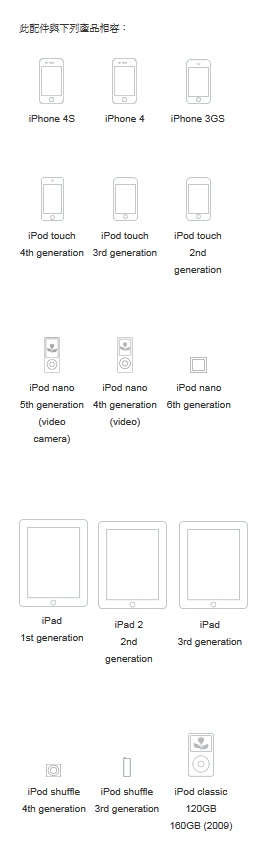 此配件與下列產品相容：
iPhone 4S iPhone 4 iPhone 3GS
iPod touch iPod touch iPod touch
4th generation 3rd generation 2nd
generation
iPod nano iPod nano iPod nano
5th generation 4th generation 6th generation
(video (video)
camera)
iPad iPad 2 iPad
1st generation 2nd 3rd generation
generation
iPod shuffle iPod shuffle iPod classic
4th generation 3rd generation 120GB
160GB (2009)